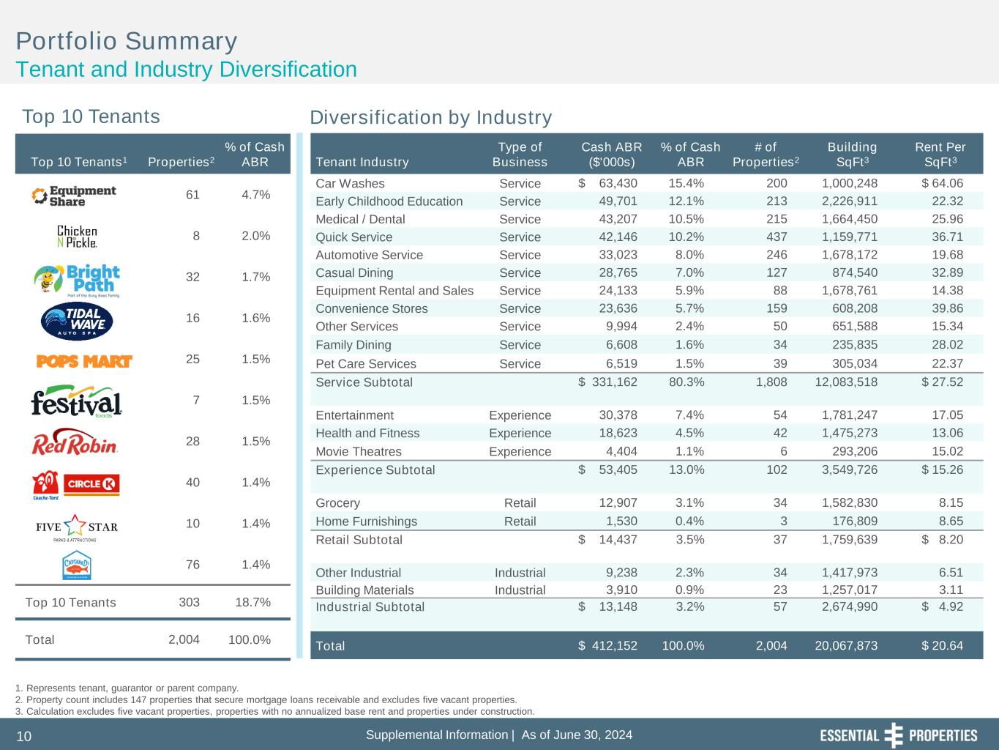 Portfolio Summary
Tenant and Industry Diversification
Top 10 Tenants
Top 10 Tenants¹ Properties² % of Cash ABR
Equipment Share 61 4.7%
Chicken N Pickle. 8 2.0%
Bright Path Part of the Busy Bees family 32 1.7%
TIDAL WAVE AUTO SPA 16 1.6%
POPS MART 25 1.5%
festival foods 7 1.5%
Red Robin 28 1.5%
Couche-Tard CIRCLE K 40 1.4%
FIVE STAR PARKS & ATTRACTIONS 10 1.4%
CAPTAIN D's 76 1.4%
Top 10 Tenants 303 18.7%
Total 2,004 100.0%
Diversification by Industry
Tenant Industry Type of Business Cash ABR ($'000s) % of Cash ABR # of Properties² Building SqFt³ Rent Per SqFt³
Car Washes Service $ 63,430 15.4% 200 1,000,248 $ 64.06
Early Childhood Education Service 49,701 12.1% 213 2,226,911 22.32
Medical / Dental Service 43,207 10.5% 215 1,664,450 25.96
Quick Service Service 42,146 10.2% 437 1,159,771 36.71
Automotive Service Service 33,023 8.0% 246 1,678,172 19.68
Casual Dining Service 28,765 7.0% 127 874,540 32.89
Equipment Rental and Sales Service 24,133 5.9% 88 1,678,761 14.38
Convenience Stores Service 23,636 5.7% 159 608,208 39.86
Other Services Service 9,994 2.4% 50 651,588 15.34
Family Dining Service 6,608 1.6% 34 235,835 28.02
Pet Care Services Service 6,519 1.5% 39 305,034 22.37
Service Subtotal $ 331,162 80.3% 1,808 12,083,518 $ 27.52
Entertainment Experience 30,378 7.4% 54 1,781,247 17.05
Health and Fitness Experience 18,623 4.5% 42 1,475,273 13.06
Movie Theatres Experience 4,404 1.1% 6 293,206 15.02
Experience Subtotal $ 53,405 13.0% 102 3,549,726 $ 15.26
Grocery Retail 12,907 3.1% 34 1,582,830 8.15
Home Furnishings Retail 1,530 0.4% 3 176,809 8.65
Retail Subtotal $ 14,437 3.5% 37 1,759,639 $ 8.20
Other Industrial Industrial 9,238 2.3% 34 1,417,973 6.51
Building Materials Industrial 3,910 0.9% 23 1,257,017 3.11
Industrial Subtotal $ 13,148 3.2% 57 2,674,990 $ 4.92
Total $ 412,152 100.0% 2,004 20,067,873 $ 20.64
1. Represents tenant, guarantor or parent company.
2. Property count includes 147 properties that secure mortgage loans receivable and excludes five vacant properties.
3. Calculation excludes five vacant properties, properties with no annualized base rent and properties under construction.
10 Supplemental Information | As of June 30, 2024 ESSENTIAL PROPERTIES